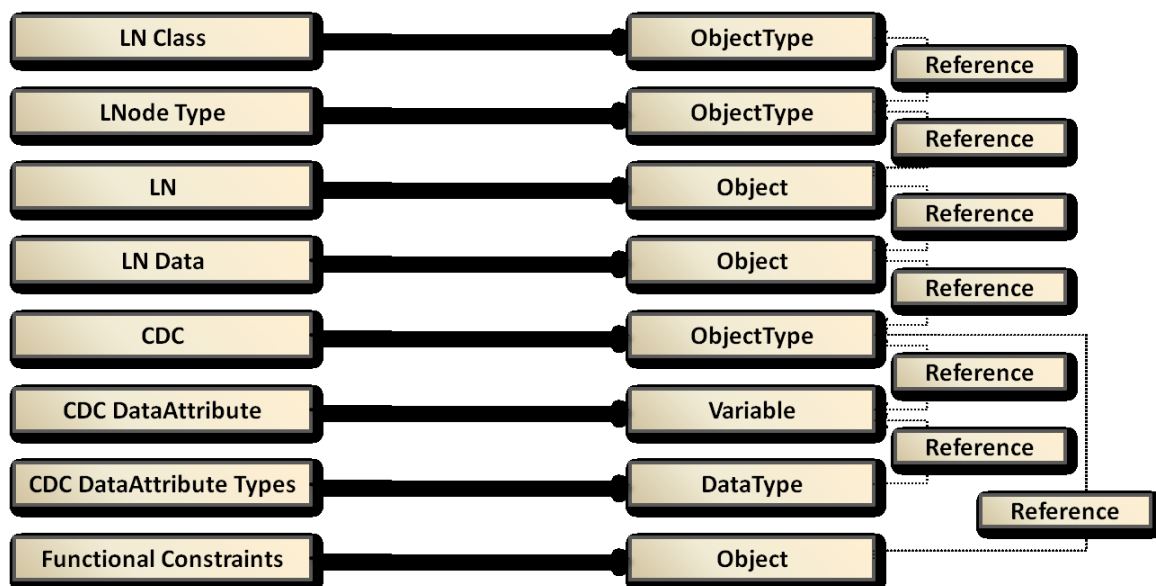 LN Class
ObjectType
Reference
LNode Type
ObjectType
Reference
LN
Object
Reference
LN Data
Object
Reference
CDC
ObjectType
Reference
CDC DataAttribute
Variable
Reference
CDC DataAttribute Types
DataType
Reference
Functional Constraints
Object